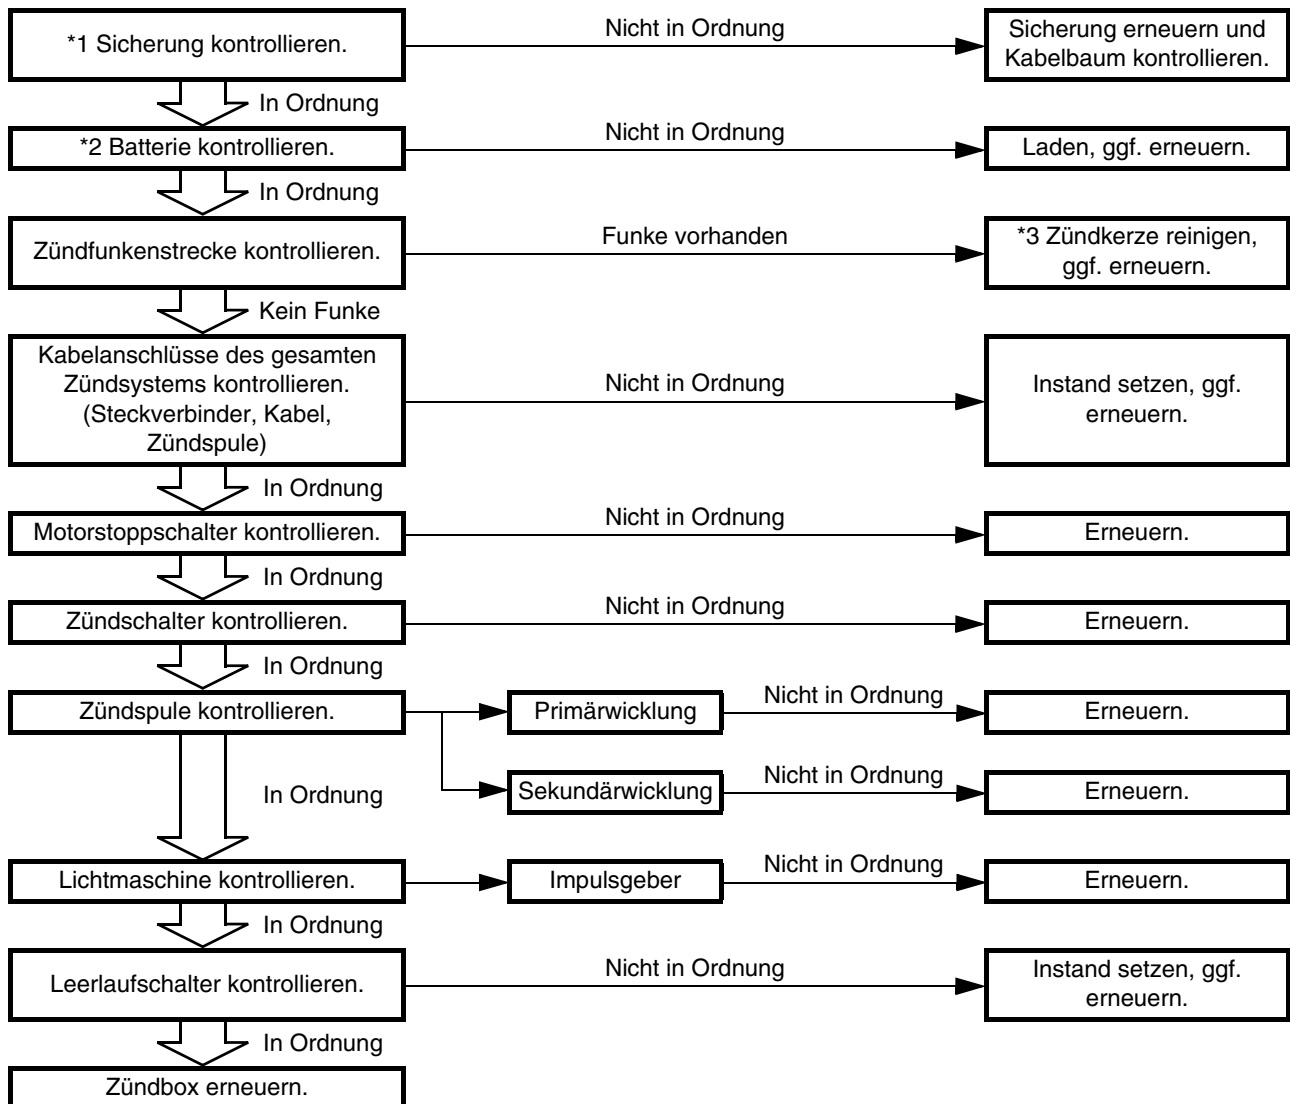 *1 Sicherung kontrollieren.
Nicht in Ordnung
Sicherung erneuern und
Kabelbaum kontrollieren.
In Ordnung
*2 Batterie kontrollieren.
Nicht in Ordnung
Laden, ggf. erneuern.
In Ordnung
Zündfunkenstrecke kontrollieren.
Funke vorhanden
*3 Zündkerze reinigen,
ggf. erneuern.
Kein Funke
Kabelanschlüsse des gesamten
Zündsystems kontrollieren.
(Steckverbinder, Kabel,
Zündspule)
Nicht in Ordnung
Instand setzen, ggf.
erneuern.
In Ordnung
Motorstoppschalter kontrollieren.
Nicht in Ordnung
Erneuern.
In Ordnung
Zündschalter kontrollieren.
Nicht in Ordnung
Erneuern.
In Ordnung
Zündspule kontrollieren.
Primärwicklung
Nicht in Ordnung
Erneuern.
Sekundärwicklung
Nicht in Ordnung
Erneuern.
In Ordnung
Lichtmaschine kontrollieren.
Impulsgeber
Nicht in Ordnung
Erneuern.
In Ordnung
Leerlaufschalter kontrollieren.
Nicht in Ordnung
Instand setzen, ggf.
erneuern.
In Ordnung
Zündbox erneuern.